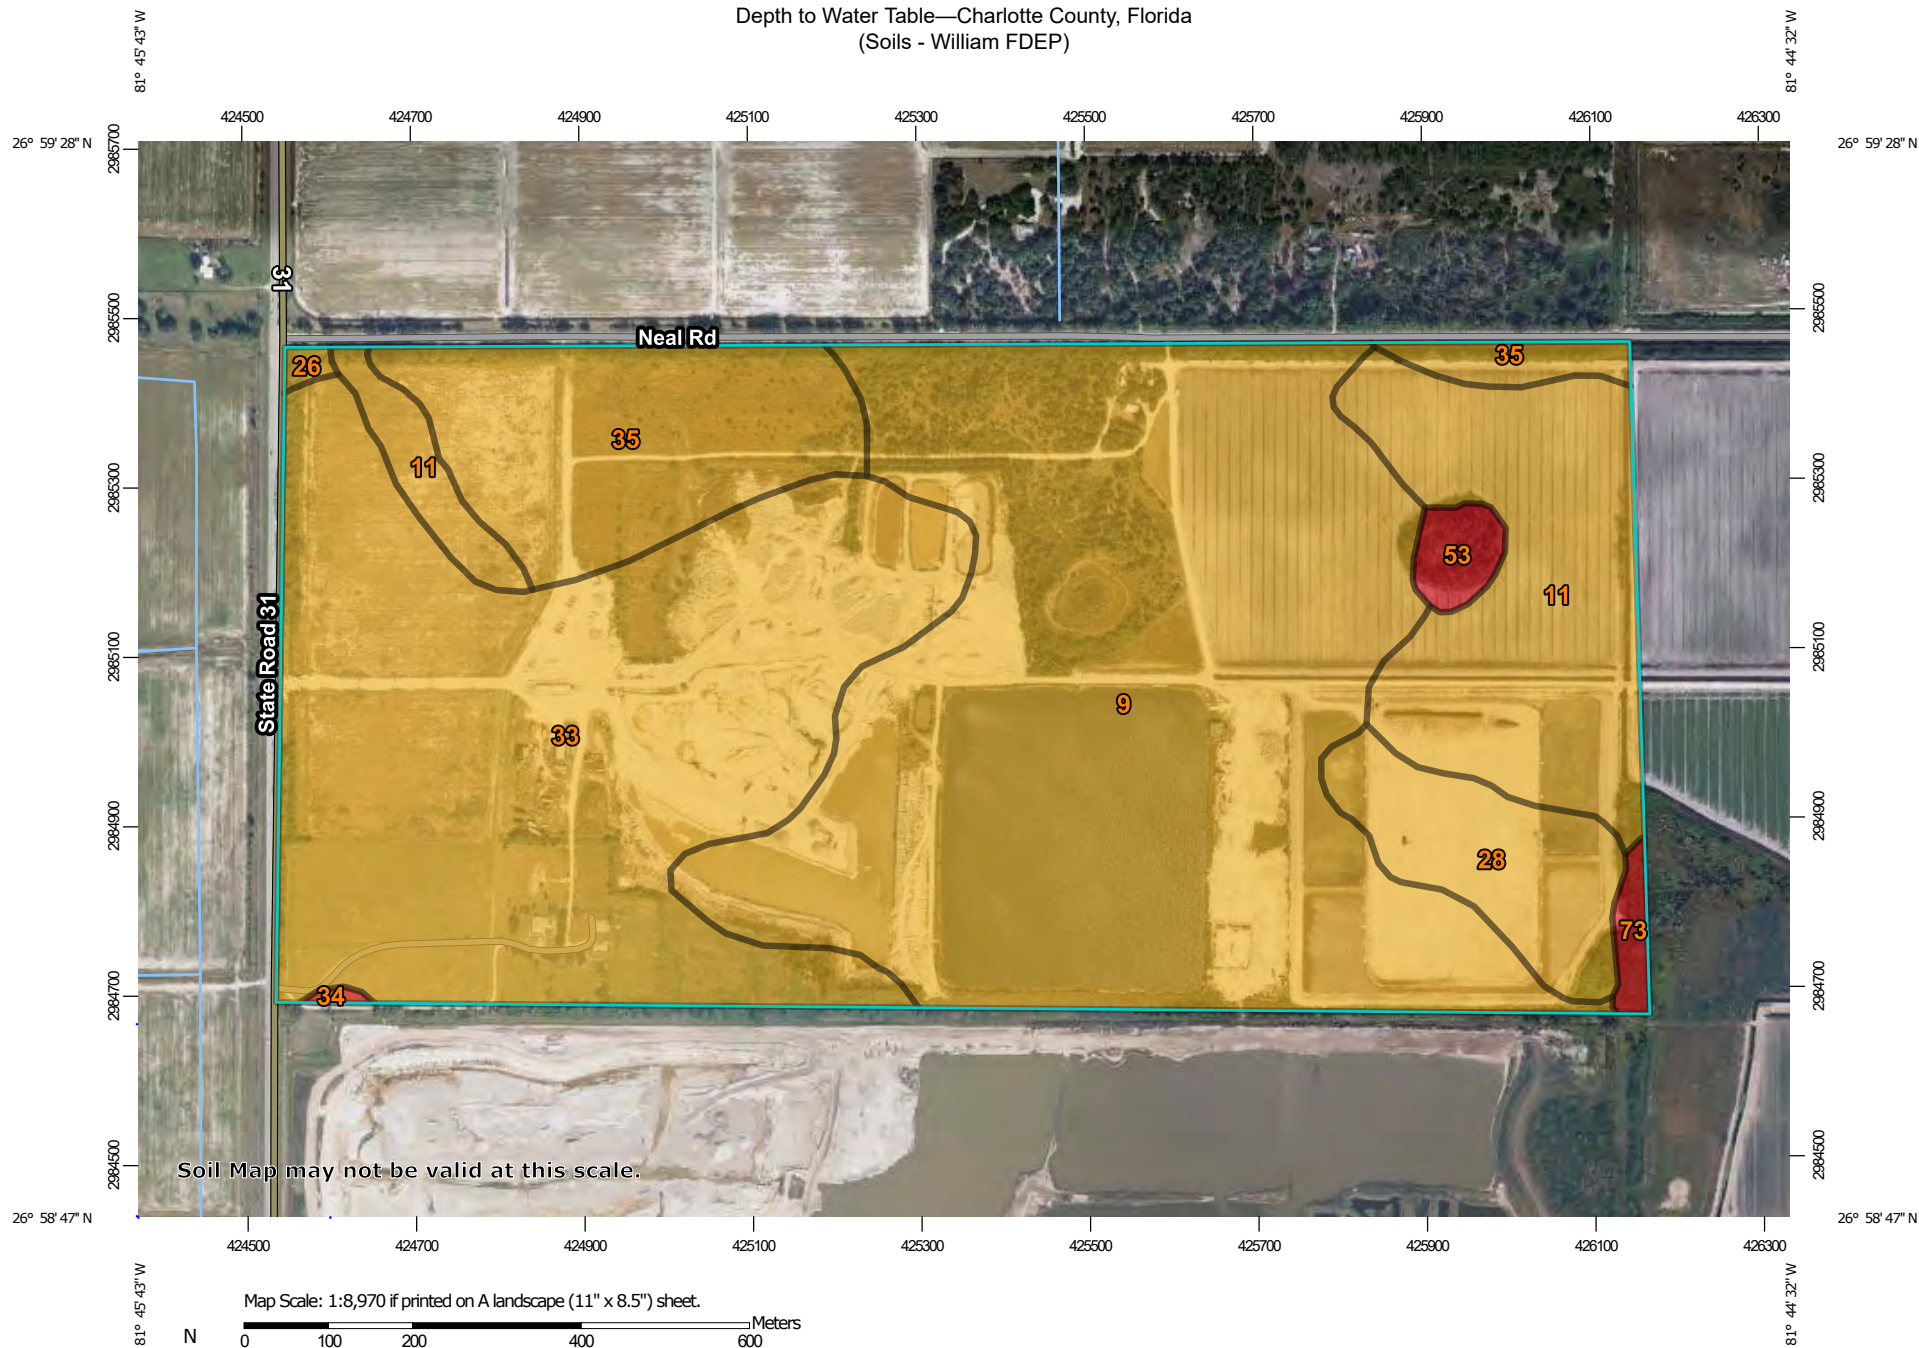 Depth to Water Table—Charlotte County, Florida
(Soils - William FDEP)
81° 45' 43" W
81° 44' 32" W
424500 424700 424900 425100 425300 425500 425700 425900 426100 426300
26° 59' 28" N
26° 59' 28" N
2985700
2985500
2985300
2985100
2984900
2984700
2984500
2985500
2985300
2985100
2984900
2984700
2984500
31
Neal Rd
26
35
35
11
53
11
State Road 31
9
33
28
73
34
Soil Map may not be valid at this scale.
26° 58' 47" N
26° 58' 47" N
424500 424700 424900 425100 425300 425500 425700 425900 426100 426300
81° 45' 43" W
81° 44' 32" W
Map Scale: 1:8,970 if printed on A landscape (11" x 8.5") sheet.
Meters
N
0 100 200 400 600